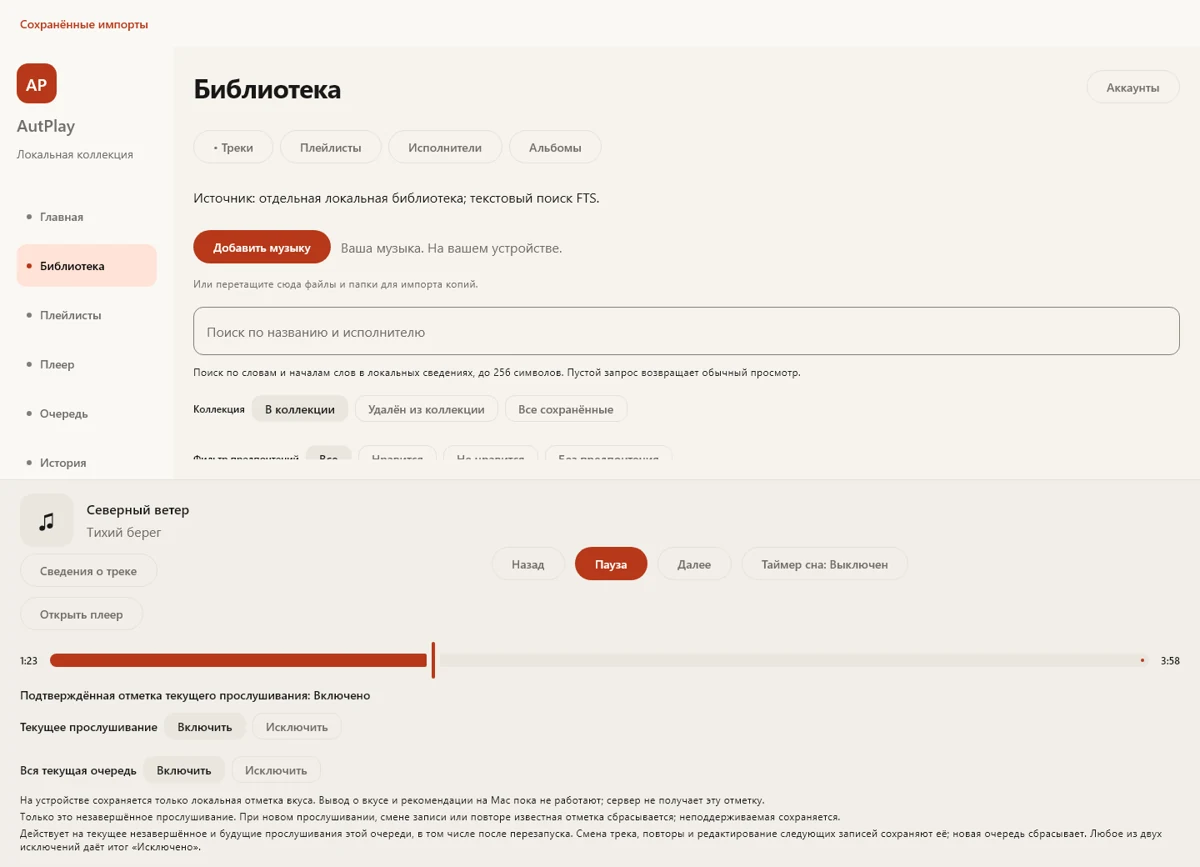 Сохранённые импорты
AP
AutPlay
Локальная коллекция
Главная
Библиотека
Плейлисты
Плеер
Очередь
История
Библиотека
Аккаунты
• Треки
Плейлисты
Исполнители
Альбомы
Источник: отдельная локальная библиотека; текстовый поиск FTS.
Добавить музыку
Ваша музыка. На вашем устройстве.
Или перетащите сюда файлы и папки для импорта копий.
Поиск по названию и исполнителю
Поиск по словам и началам слов в локальных сведениях, до 256 символов. Пустой запрос возвращает обычный просмотр.
Коллекция
В коллекции
Удалён из коллекции
Все сохранённые
Фильтр предпочтений
Все
Нравится
Не нравится
Без предпочтения
Северный ветер
Тихий берег
Сведения о треке
Открыть плеер
Назад
Пауза
Далее
Таймер сна: Выключен
1:23
3:58
Подтверждённая отметка текущего прослушивания: Включено
Текущее прослушивание
Включить
Исключить
Вся текущая очередь
Включить
Исключить
На устройстве сохраняется только локальная отметка вкуса. Вывод о вкусе и рекомендации на Mac пока не работают; сервер не получает эту отметку.
Только это незавершённое прослушивание. При новом прослушивании, смене записи или повторе известная отметка сбрасывается; неподдерживаемая сохраняется.
Действует на текущее незавершённое и будущие прослушивания этой очереди, в том числе после перезапуска. Смена трека, повторы и редактирование следующих записей сохраняют её; новая очередь сбрасывает. Любое из двух
исключений даёт итог «Исключено».